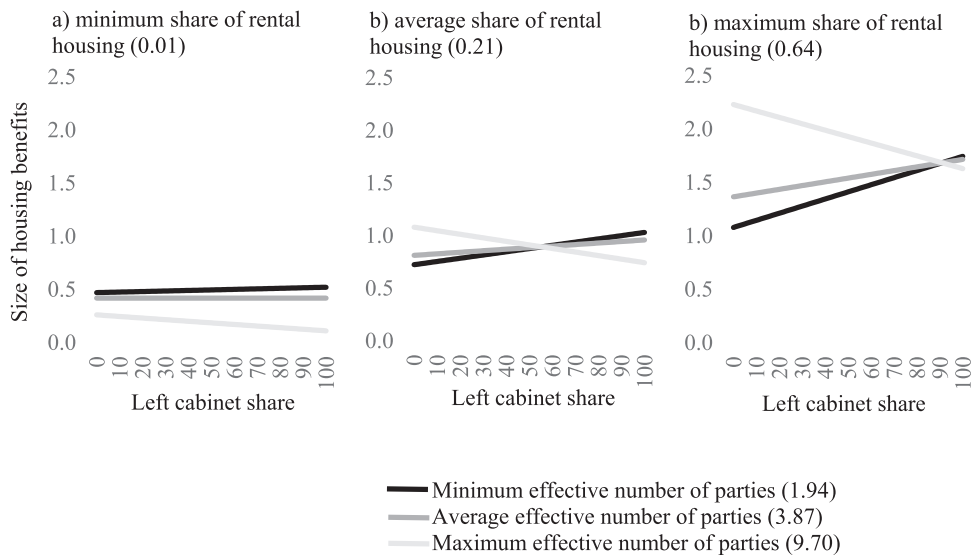 a) minimum share of rental
housing (0.01)
2.5
2.0
1.5
1.0
0.5
0.0
Size of housing benefits
0 10 20 30 40 50 60 70 80 90 100
Left cabinet share
b) average share of rental
housing (0.21)
2.5
2.0
1.5
1.0
0.5
0.0
0 10 20 30 40 50 60 70 80 90 100
Left cabinet share
b) maximum share of rental
housing (0.64)
2.5
2.0
1.5
1.0
0.5
0.0
0 10 20 30 40 50 60 70 80 90 100
Left cabinet share
Minimum effective number of parties (1.94)
Average effective number of parties (3.87)
Maximum effective number of parties (9.70)